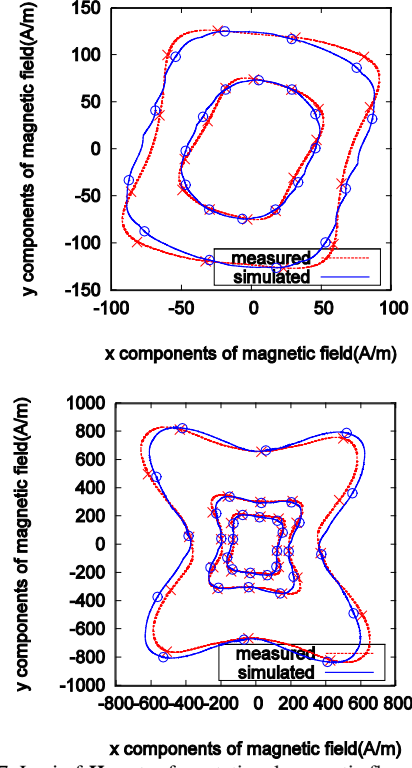 150
100
50
0
-50
-100
-150
-100 -50 0 50 100
y components of magnetic field(A/m)
x components of magnetic field(A/m)
measured
simulated
1000
800
600
400
200
0
-200
-400
-600
-800
-1000
-800-600-400-200 0 200 400 600 800
y components of magnetic field(A/m)
x components of magnetic field(A/m)
measured
simulated